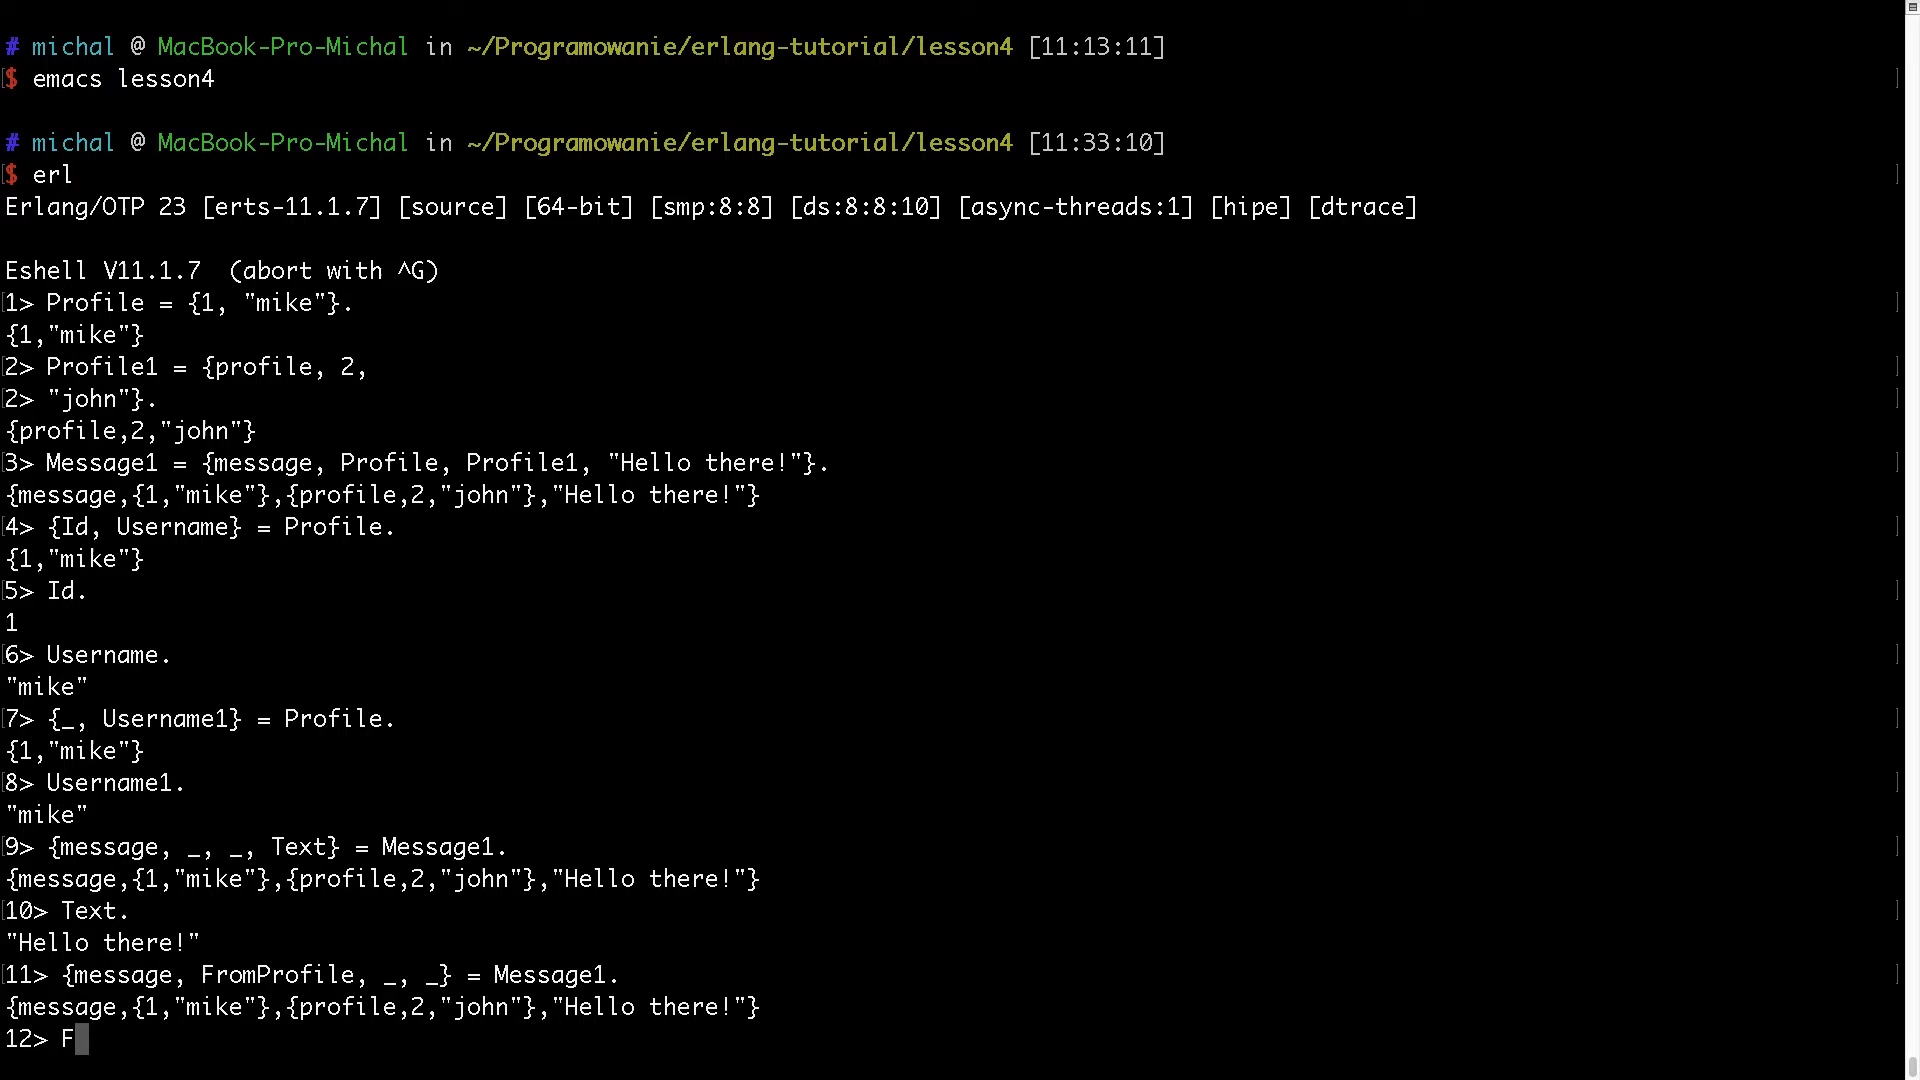 # michal @ MacBook-Pro-Michal in ~/Programowanie/erlang-tutorial/lesson4 [11:13:11]
[$ emacs lesson4 ]
# michal @ MacBook-Pro-Michal in ~/Programowanie/erlang-tutorial/lesson4 [11:33:10]
[$ erl ]
Erlang/OTP 23 [erts-11.1.7] [source] [64-bit] [smp:8:8] [ds:8:8:10] [async-threads:1] [hipe] [dtrace]
Eshell V11.1.7  (abort with ^G)
[1> Profile = {1, "mike"}. ]
{1,"mike"}
[2> Profile1 = {profile, 2, ]
[2> "john"}. ]
{profile,2,"john"}
[3> Message1 = {message, Profile, Profile1, "Hello there!"}. ]
{message,{1,"mike"},{profile,2,"john"},"Hello there!"}
[4> {Id, Username} = Profile. ]
{1,"mike"}
[5> Id. ]
1
[6> Username. ]
"mike"
[7> {_, Username1} = Profile. ]
{1,"mike"}
[8> Username1. ]
"mike"
[9> {message, _, _, Text} = Message1. ]
{message,{1,"mike"},{profile,2,"john"},"Hello there!"}
[10> Text. ]
"Hello there!"
[11> {message, FromProfile, _, _} = Message1. ]
{message,{1,"mike"},{profile,2,"john"},"Hello there!"}
12> F